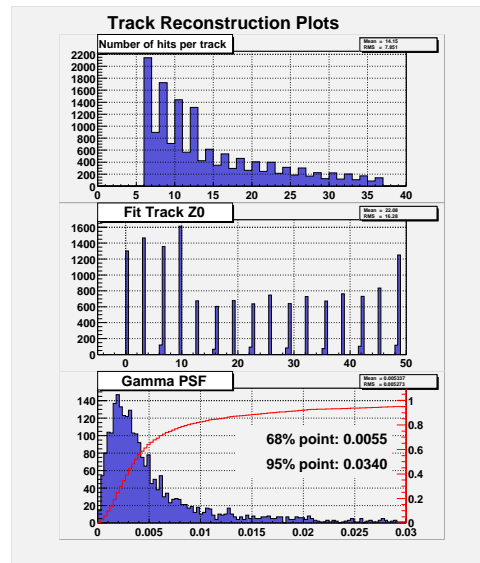 Track Reconstruction Plots
Number of hits per track
Mean = 14.15
RMS = 7.851
2200
2000
1800
1600
1400
1200
1000
800
600
400
200
0
0 5 10 15 20 25 30 35 40
Fit Track Z0
Mean = 22.88
RMS = 16.28
1600
1400
1200
1000
800
600
400
200
0
0 10 20 30 40 50
Gamma PSF
Mean = 0.005337
RMS = 0.005273
140
120
100
80
60
40
20
0
1
0.8
0.6
0.4
0.2
0
68% point: 0.0055
95% point: 0.0340
0 0.005 0.01 0.015 0.02 0.025 0.03